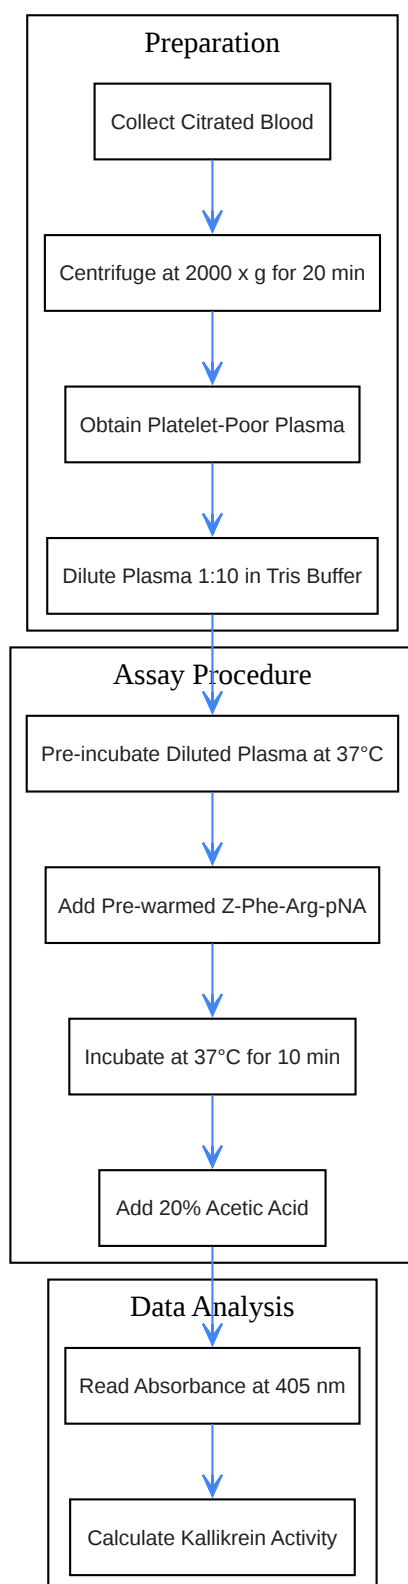 Preparation
Collect Citrated Blood
Centrifuge at 2000 x g for 20 min
Obtain Platelet-Poor Plasma
Dilute Plasma 1:10 in Tris Buffer
Assay Procedure
Pre-incubate Diluted Plasma at 37°C
Add Pre-warmed Z-Phe-Arg-pNA
Incubate at 37°C for 10 min
Add 20% Acetic Acid
Data Analysis
Read Absorbance at 405 nm
Calculate Kallikrein Activity